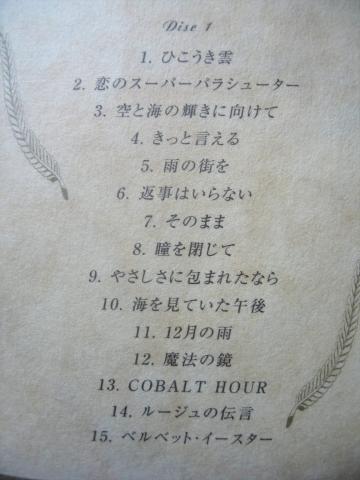 Disc 1
1. ひこうき雲
2. 恋のスーパーパラシューター
3. 空と海の輝きに向けて
4. きっと言える
5. 雨の街を
6. 返事はいらない
7. そのまま
8. 瞳を閉じて
9. やさしさに包まれたなら
10. 海を見ていた午後
11. 12月の雨
12. 魔法の鏡
13. COBALT HOUR
14. ルージュの伝言
15. ベルベット・イースター